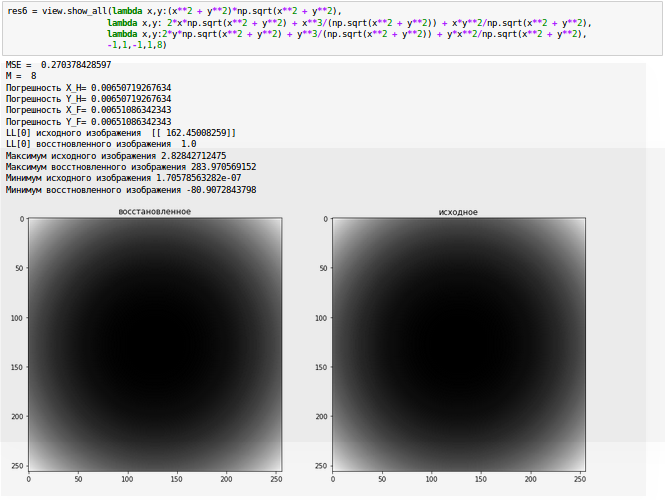 res6 = view.show_all(lambda x,y:(x**2 + y**2)*np.sqrt(x**2 + y**2),
lambda x,y: 2*x*np.sqrt(x**2 + y**2) + x**3/(np.sqrt(x**2 + y**2)) + x*y**2/np.sqrt(x**2 + y**2),
lambda x,y:2*y*np.sqrt(x**2 + y**2) + y**3/(np.sqrt(x**2 + y**2)) + y*x**2/np.sqrt(x**2 + y**2),
-1,1,-1,1,8)
MSE =  0.270378428597
M =  8
Погрешность X_H= 0.00650719267634
Погрешность Y_H= 0.00650719267634
Погрешность X_F= 0.00651086342343
Погрешность Y_F= 0.00651086342343
LL[0] исходного изображения  [[ 162.45008259]]
LL[0] восстновленного изображения  1.0
Максимум исходного изображения 2.82842712475
Максимум восстновленного изображения 283.970569152
Минимум исходного изображения 1.70578563282e-07
Минимум восстновленного изображения -80.9072843798
восстановленное
0
50
100
150
200
250
0 50 100 150 200 250
исходное
0
50
100
150
200
250
0 50 100 150 200 250